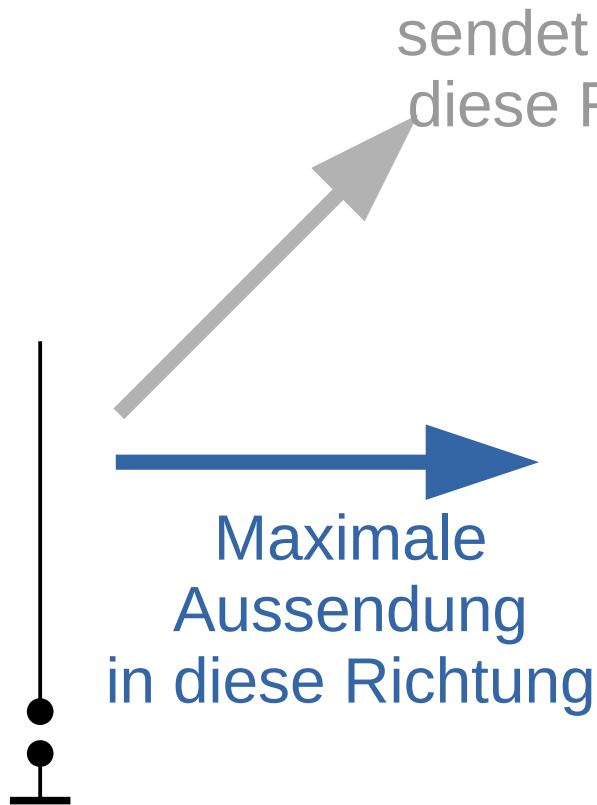 sendet
diese
Maximale
Aussendung
in diese Richtung